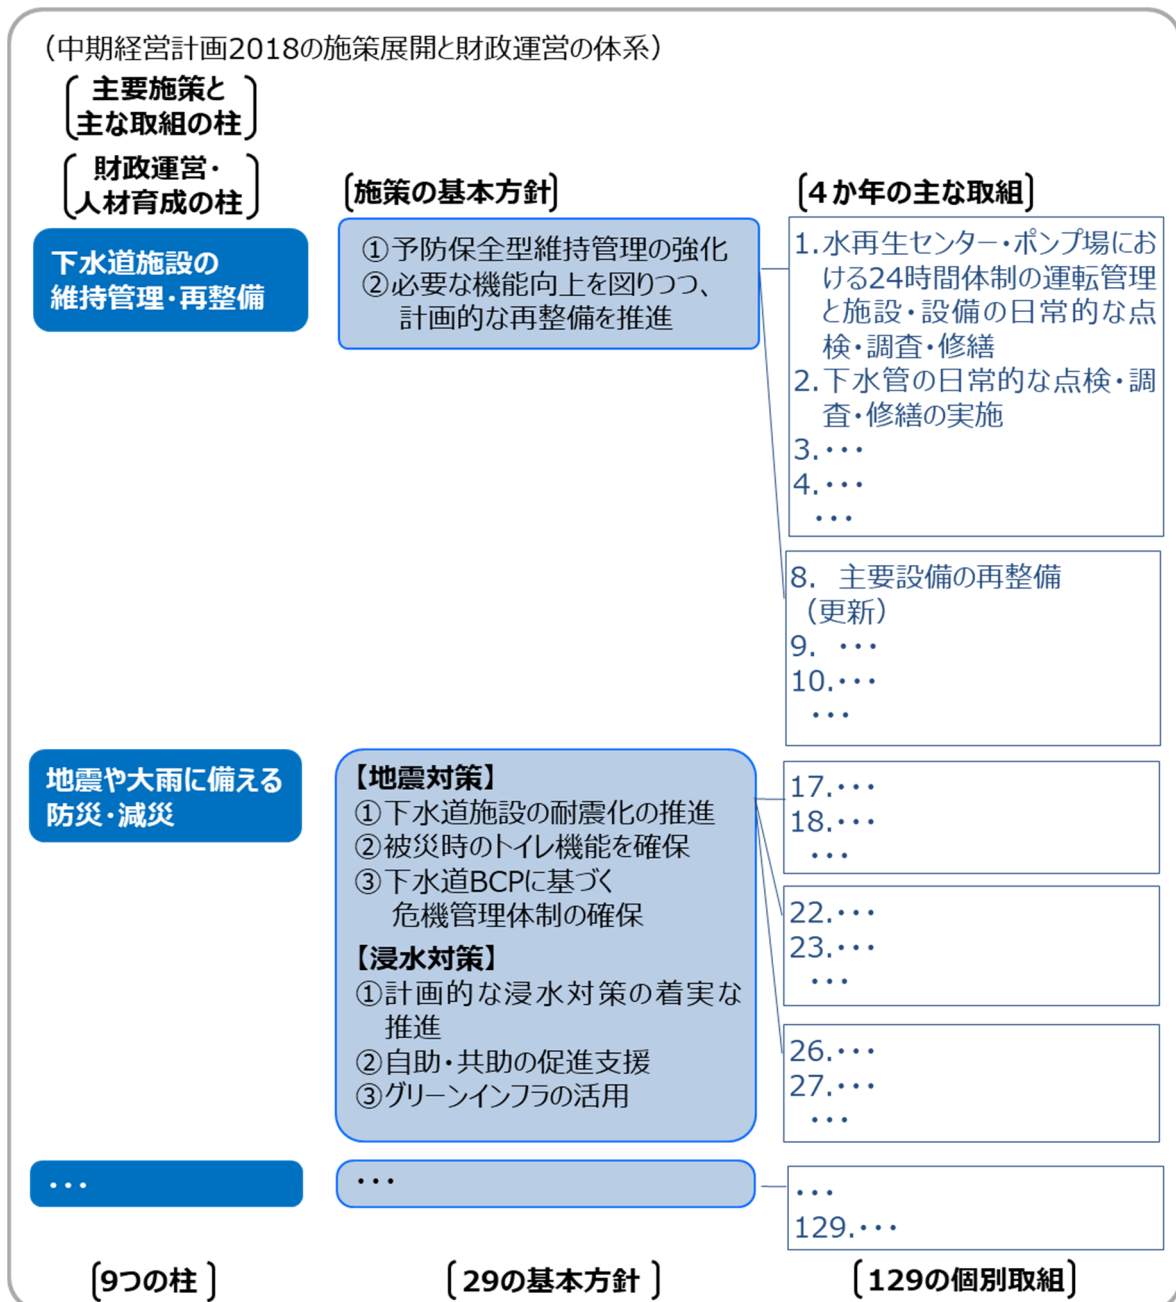 （中期経営計画2018の施策展開と財政運営の体系）
主要施策と
主な取組の柱
財政運営・
人材育成の柱
[施策の基本方針]
[４か年の主な取組]
下水道施設の
維持管理・再整備
①予防保全型維持管理の強化
②必要な機能向上を図りつつ、
計画的な再整備を推進
1.水再生センター・ポンプ場にお
ける24時間体制の運転管理
と施設・設備の日常的な点
検・調査・修繕
2.下水管の日常的な点検・調
査・修繕の実施
3.・・・
4.・・・
・・・
8. 主要設備の再整備
（更新）
9. ・・・
10.・・・
・・・
地震や大雨に備える
防災・減災
【地震対策】
①下水道施設の耐震化の推進
②被災時のトイレ機能を確保
③下水道BCPに基づく
危機管理体制の確保
【浸水対策】
①計画的な浸水対策の着実な
推進
②自助・共助の促進支援
③グリーンインフラの活用
17.・・・
18.・・・
・・・
22.・・・
23.・・・
・・・
26.・・・
27.・・・
・・・
・・・
・・・
・・・
129.・・・
[9つの柱]
[29の基本方針]
[129の個別取組]